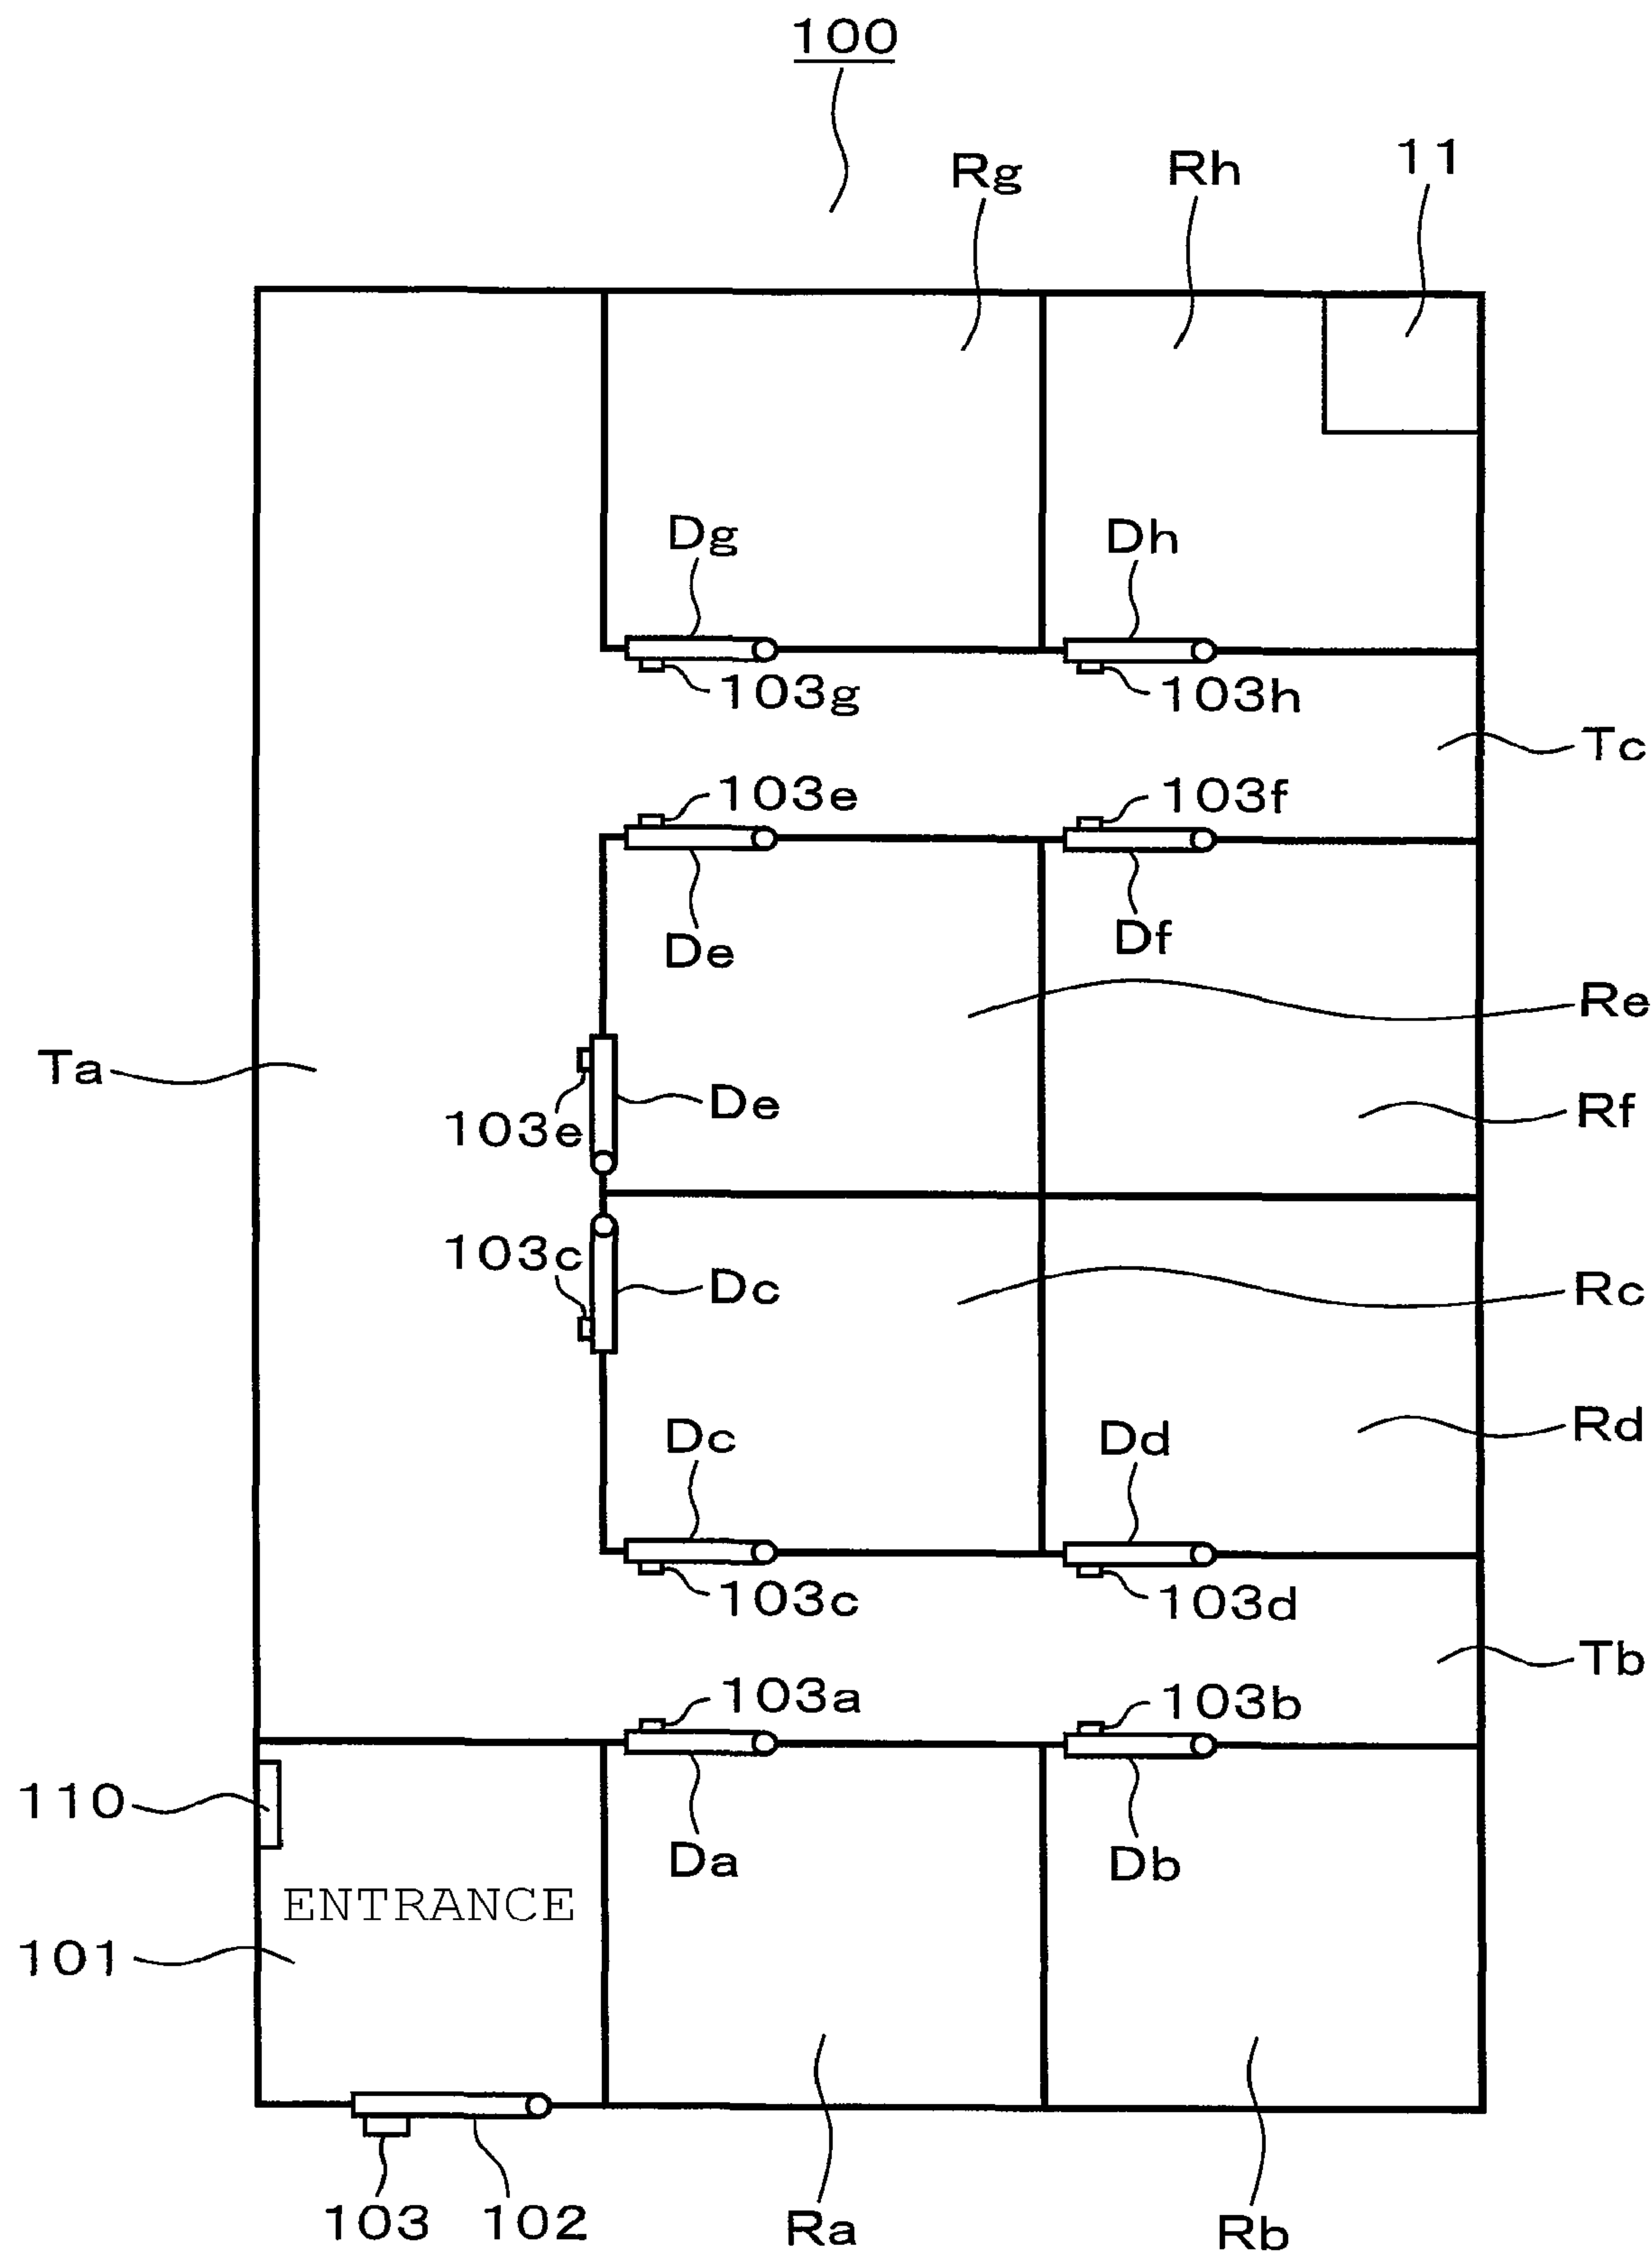 100
Rg Rh 11
Dg Dh
103g 103h
Tc
103e 103f
De Df
Re
Ta
De Rf
103e
103c
Dc Rc
Dc Dd Rd
103c 103d
Tb
103a 103b
110
Da Db
ENTRANCE
101
103 102 Ra Rb